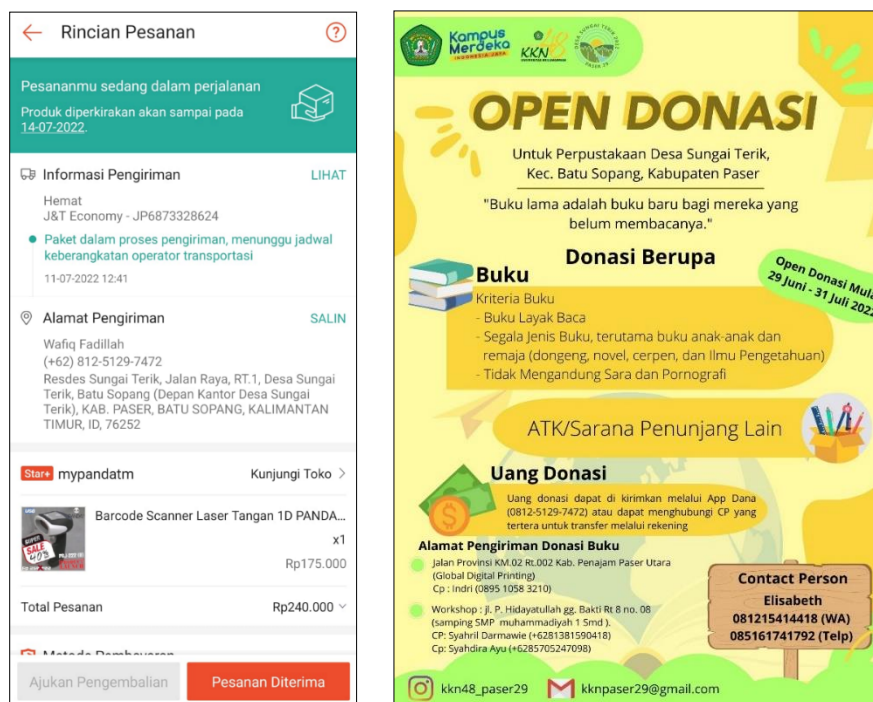 Rincian Pesanan
Pesananmu sedang dalam perjalanan
Produk diperkirakan akan sampai pada
14-07-2022.
Informasi Pengiriman LIHAT
Hemat
J&T Economy - JP6873328624
Paket dalam proses pengiriman, menunggu jadwal
keberangkatan operator transportasi
11-07-2022 12:41
Alamat Pengiriman SALIN
Wafiq Fadillah
(+62) 812-5129-7472
Resdes Sungai Terik, Jalan Raya, RT.1, Desa Sungai
Terik, Batu Sopang (Depan Kantor Desa Sungai
Terik), KAB. PASER, BATU SOPANG, KALIMANTAN
TIMUR, ID, 76252
Star+ mypandatm Kunjungi Toko >
Barcode Scanner Laser Tangan 1D PANDA...
SUPER
SALE
x1
Rp175.000
Total Pesanan Rp240.000
Metode Pembayaran
Ajukan Pengembalian Pesanan Diterima
Kampus
Merdeka
INDONESIA JAYA
KKN 48
OPEN DONASI
Untuk Perpustakaan Desa Sungai Terik,
Kec. Batu Sopang, Kabupaten Paser
"Buku lama adalah buku baru bagi mereka yang
belum membacanya."
Donasi Berupa
Open Donasi Mula
29 Juni - 31 Juli 2022
Buku
Kriteria Buku
- Buku Layak Baca
- Segala Jenis Buku, terutama buku anak-anak dan
remaja (dongeng, novel, cerpen, dan Ilmu Pengetahuan)
- Tidak Mengandung Sara dan Pornografi
ATK/Sarana Penunjang Lain
Uang Donasi
Uang donasi dapat di kirimkan melalui App Dana
(0812-5129-7472) atau dapat menghubungi CP yang
tertera untuk transfer melalui rekening
Alamat Pengiriman Donasi Buku
Jalan Provinsi KM.02 Rt.002 Kab. Penajam Paser Utara
(Global Digital Printing)
Cp : Indri (0895 1058 3210)
Workshop : jl. P. Hidayatullah gg. Bakti Rt 8 no. 08
(samping SMP muhammadiyah 1 Smd ).
CP: Syahril Darmawie (+6281381590418)
Cp: Syahdira Ayu (+6285705247098)
Contact Person
Elisabeth
081215414418 (WA)
085161741792 (Telp)
kkn48_paser29
kknpaser29@gmail.com